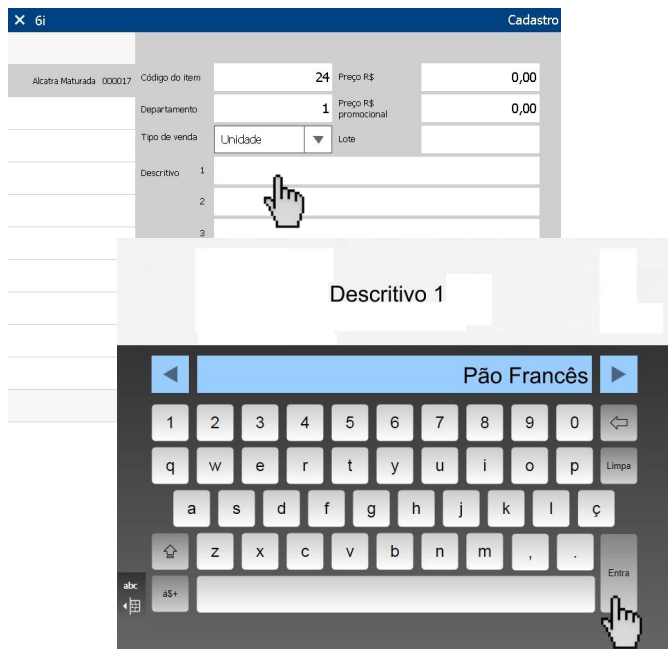 ✕ 6i Cadastro
Alcatra Maturada 000017
Código do item 24 Preço R$ 0,00
Departamento 1 Preço R$ promocional 0,00
Tipo de venda Unidade Lote
Descritivo 1
2
3
Descritivo 1
Pão Francês
1 2 3 4 5 6 7 8 9 0
q w e r t y u i o p Limpa
a s d f g h j k l ç
z x c v b n m , .
Entra
abc
áS+